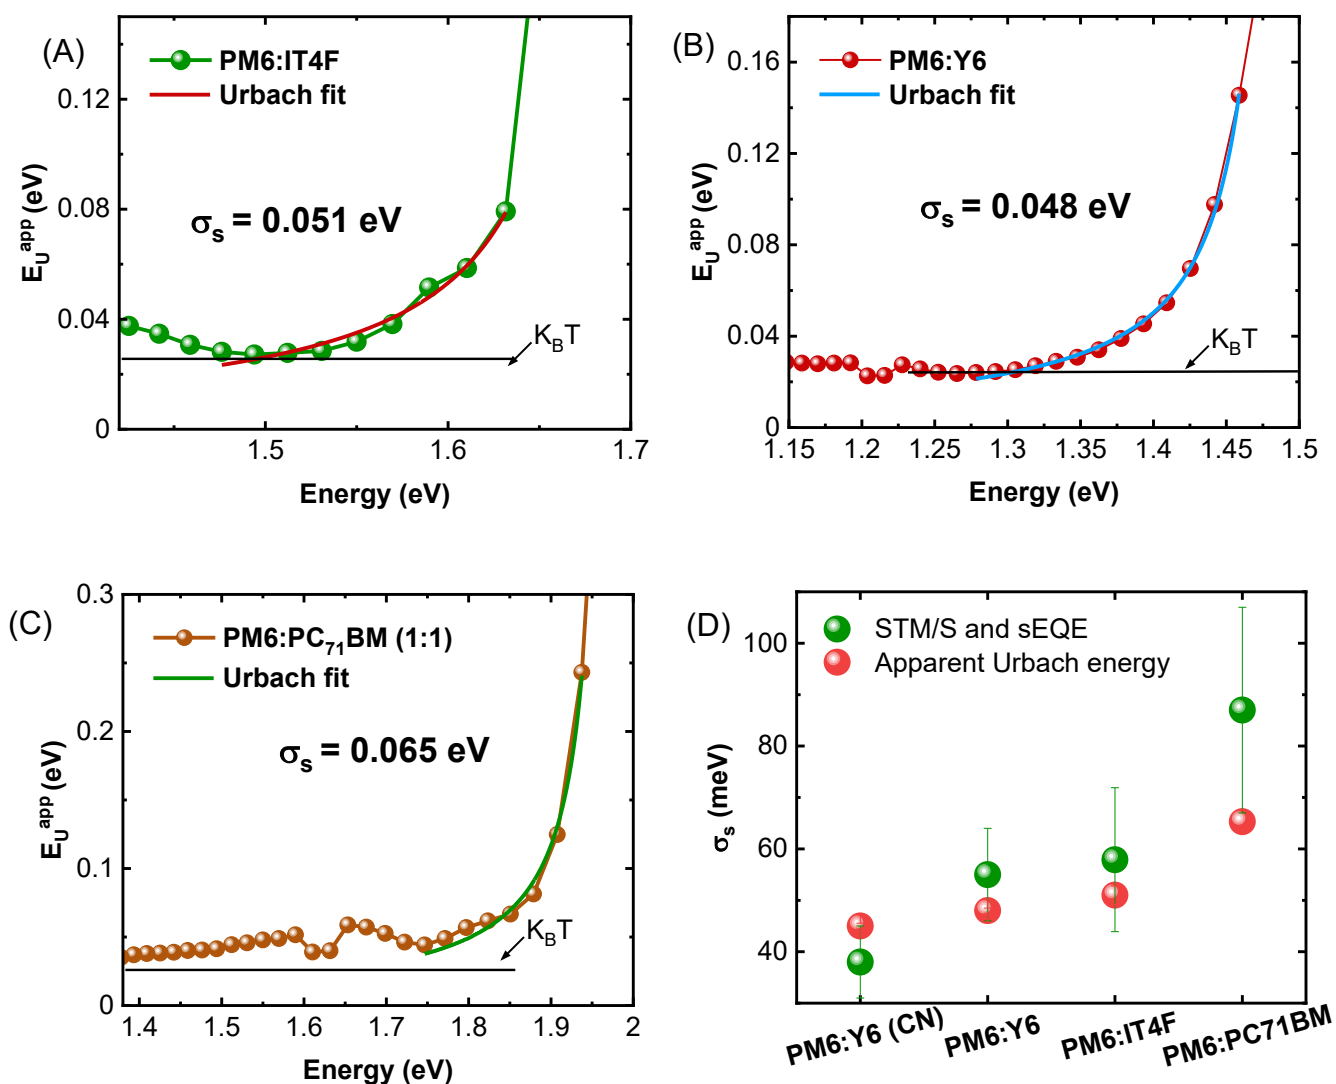 (A)
PM6:IT4F
Urbach fit
σs = 0.051 eV
KBT
EU app (eV)
0.12
0.08
0.04
0
1.5 1.6 1.7
Energy (eV)
(B)
PM6:Y6
Urbach fit
σs = 0.048 eV
KBT
EU app (eV)
0.16
0.12
0.08
0.04
0
1.15 1.2 1.25 1.3 1.35 1.4 1.45 1.5
Energy (eV)
(C)
PM6:PC71BM (1:1)
Urbach fit
σs = 0.065 eV
KBT
EU app (eV)
0.3
0.2
0.1
0
1.4 1.5 1.6 1.7 1.8 1.9 2
Energy (eV)
(D)
STM/S and sEQE
Apparent Urbach energy
σs (meV)
100
80
60
40
PM6:Y6 (CN) PM6:Y6 PM6:IT4F PM6:PC71BM